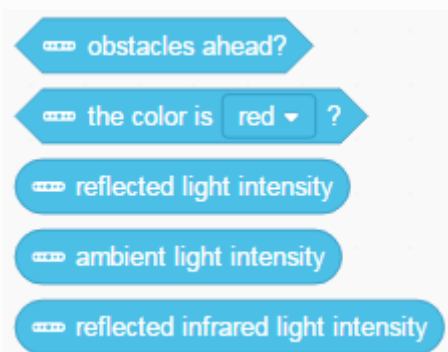 obstacles ahead?
the color is red ?
reflected light intensity
ambient light intensity
reflected infrared light intensity